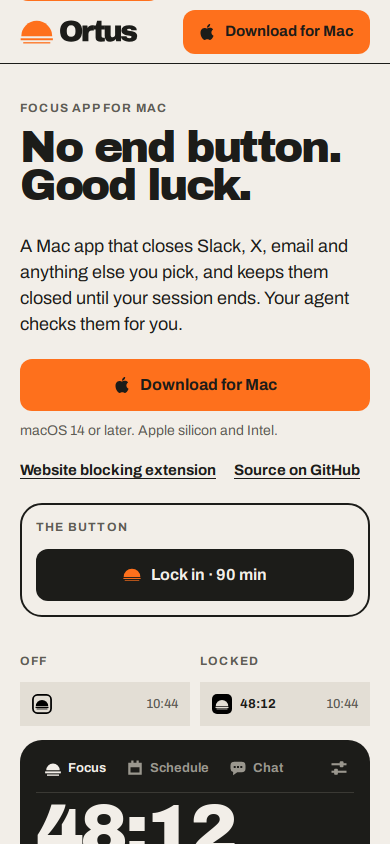 Ortus
Download for Mac
FOCUS APP FOR MAC
No end button.
Good luck.
A Mac app that closes Slack, X, email and
anything else you pick, and keeps them
closed until your session ends. Your agent
checks them for you.
Download for Mac
macOS 14 or later. Apple silicon and Intel.
Website blocking extension Source on GitHub
THE BUTTON
Lock in · 90 min
OFF LOCKED
10:44 48:12 10:44
Focus Schedule Chat
48:12